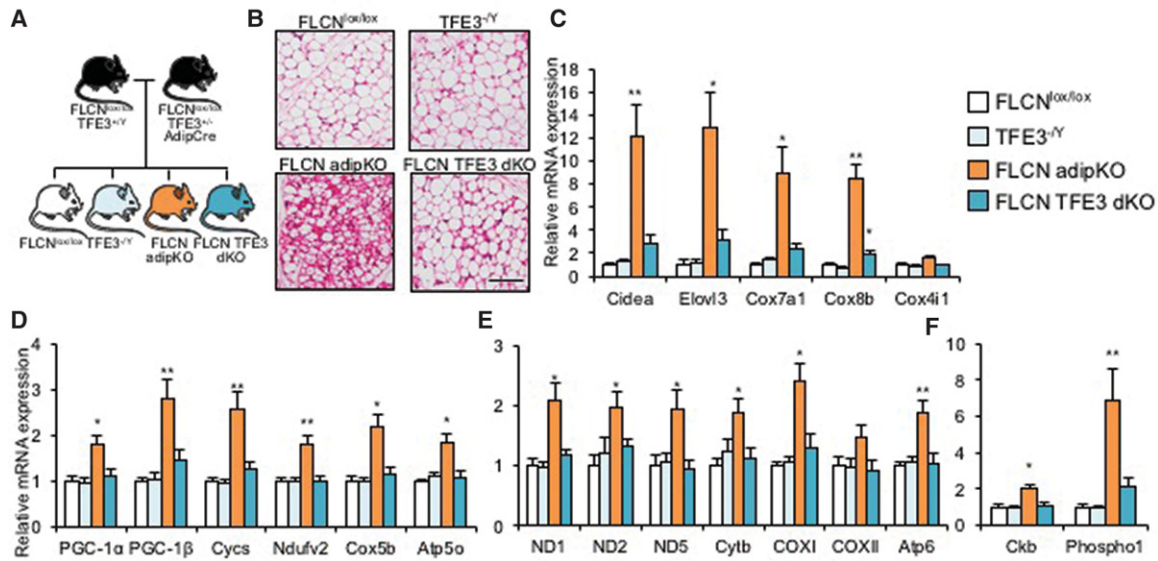 A
FLCNlox/lox
TFE3+/Y
FLCNlox/lox
TFE3+/-
AdipCre
FLCNlox/lox
TFE3-/Y
FLCN
adipKO
FLCN TFE3
dKO
B
FLCNlox/lox
TFE3-/Y
FLCN adipKO
FLCN TFE3 dKO
C
Relative mRNA expression
18
16
14
12
10
8
6
4
2
0
**
*
*
**
*
Cidea
Elovl3
Cox7a1
Cox8b
Cox4i1
FLCNlox/lox
TFE3-/Y
FLCN adipKO
FLCN TFE3 dKO
D
Relative mRNA expression
4
3
2
1
0
*
**
**
**
*
*
PGC-1α
PGC-1β
Cycs
Ndufv2
Cox5b
Atp5o
E
3
2
1
0
*
*
*
*
*
**
ND1
ND2
ND5
Cytb
COXI
COXII
Atp6
F
10
8
6
4
2
0
*
**
Ckb
Phospho1